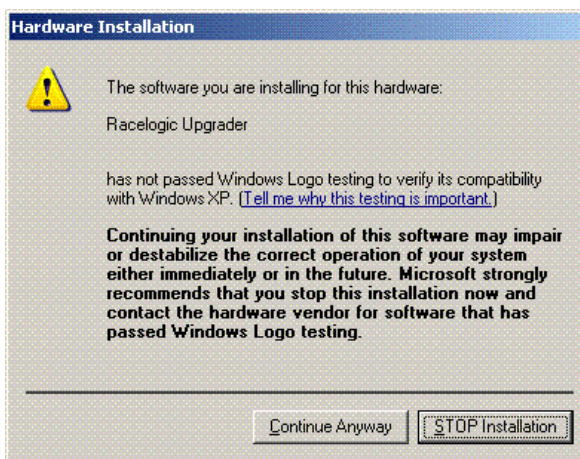 Hardware Installation
The software you are installing for this hardware:
Racelogic Upgrader
has not passed Windows Logo testing to verify its compatibility
with Windows XP. (Tell me why this testing is important.)
Continuing your installation of this software may impair
or destabilize the correct operation of your system
either immediately or in the future. Microsoft strongly
recommends that you stop this installation now and
contact the hardware vendor for software that has
passed Windows Logo testing.
Continue Anyway
STOP Installation